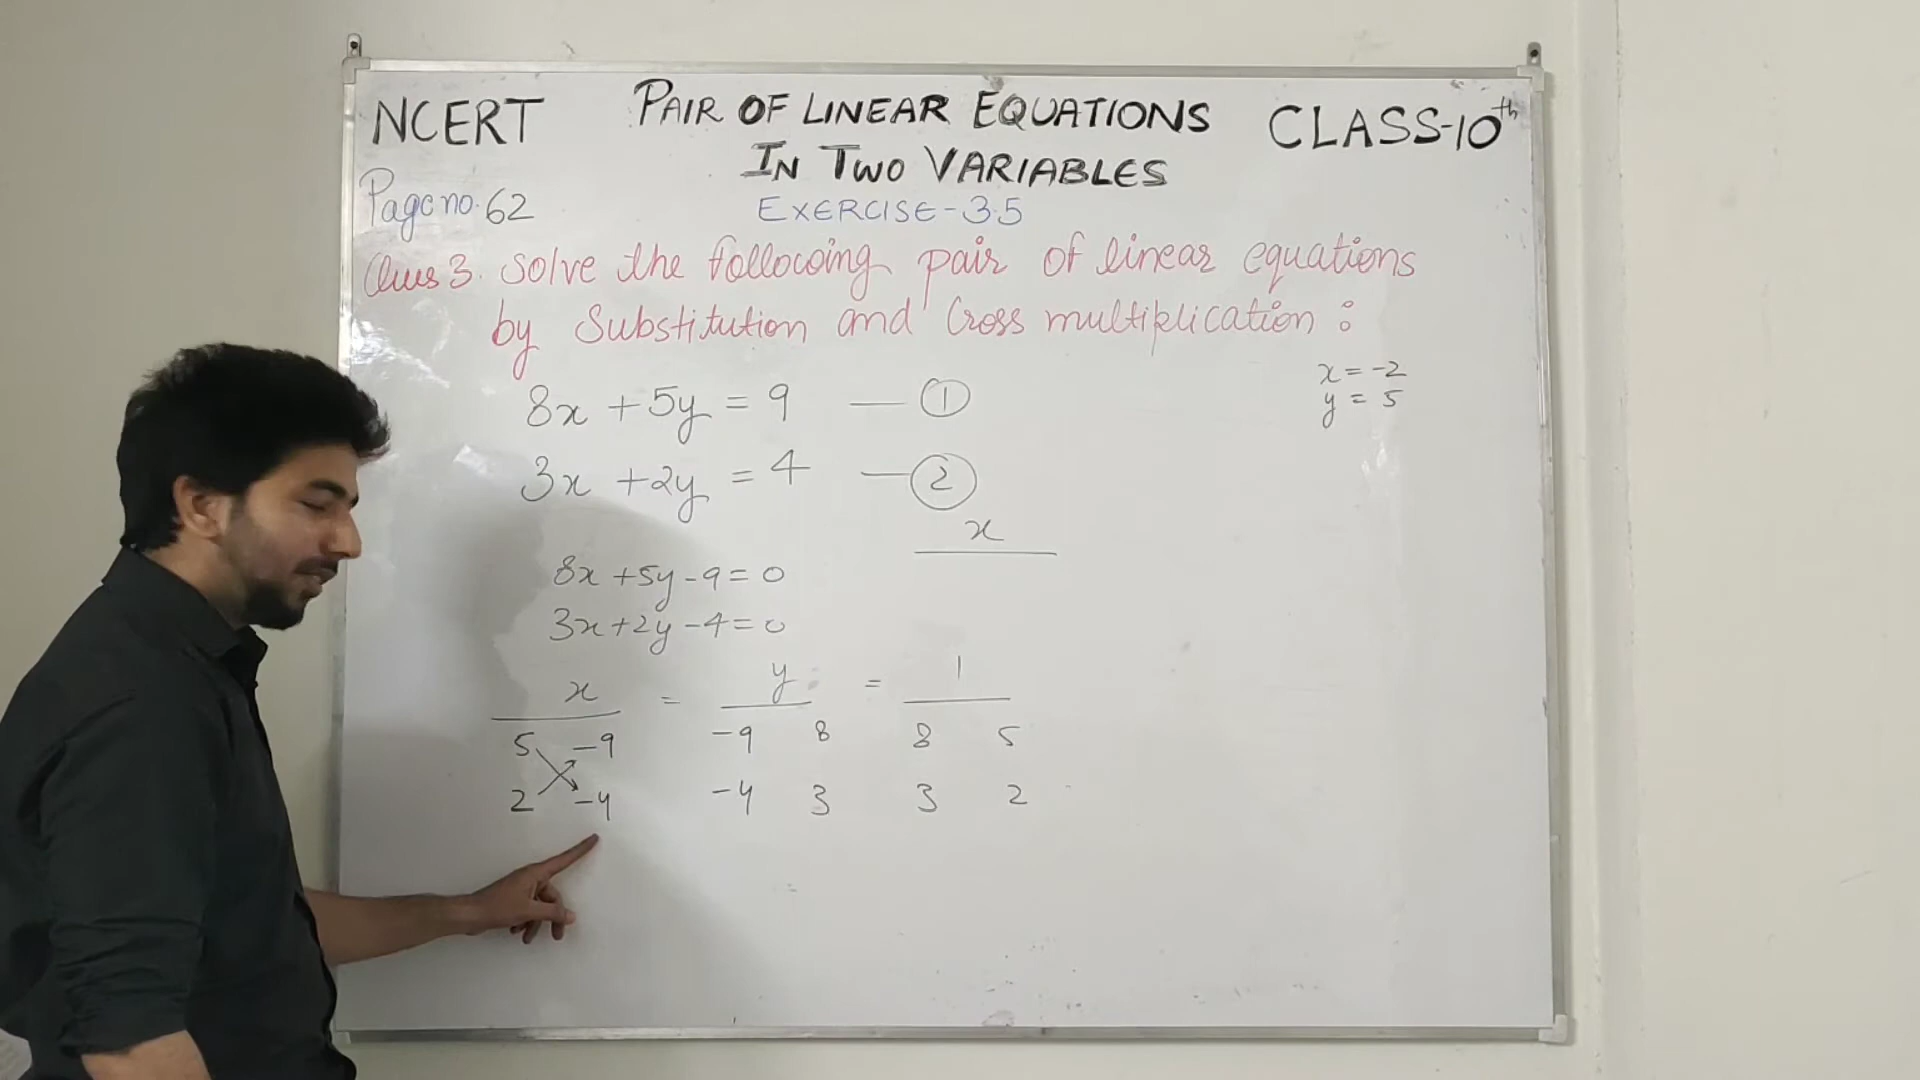 NCERT PAIR OF LINEAR EQUATIONS CLASS-10th
IN TWO VARIABLES
Page no. 62 EXERCISE-3.5
Ques 3. Solve the following pair of linear equations
by Substitution and Cross multiplication :
x = -2
y = 5
8x + 5y = 9 — ①
3x + 2y = 4 — ②
x
8x + 5y - 9 = 0
3x + 2y - 4 = 0
x = y = 1
5 -9 -9 8 8 5
2 -4 -4 3 3 2